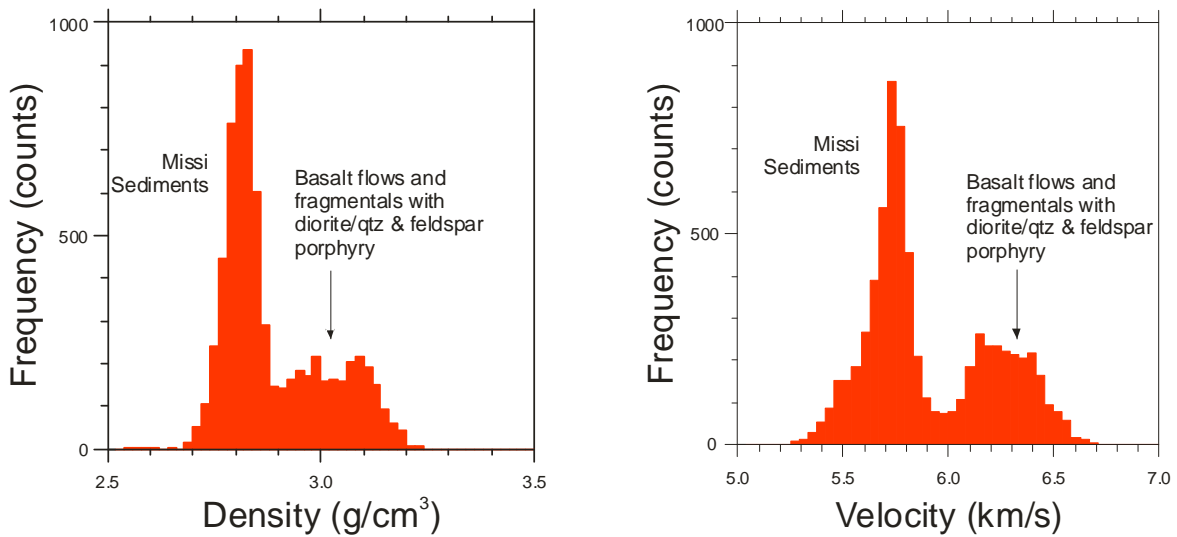 1000
500
0
Frequency (counts)
Missi
Sediments
Basalt flows and
fragmentals with
diorite/qtz & feldspar
porphyry
2.5
3.0
3.5
Density (g/cm³)
1000
500
0
Frequency (counts)
Missi
Sediments
Basalt flows and
fragmentals with
diorite/qtz & feldspar
porphyry
5.0
5.5
6.0
6.5
7.0
Velocity (km/s)